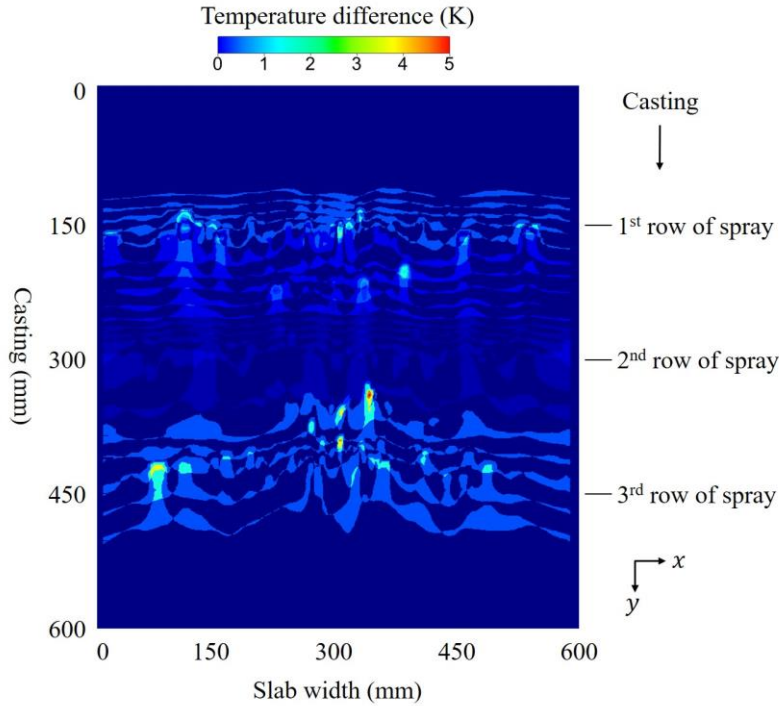 Temperature difference (K)
0 1 2 3 4 5
0
Casting
150
1st row of spray
Casting (mm)
300
2nd row of spray
450
3rd row of spray
x
y
600
0 150 300 450 600
Slab width (mm)